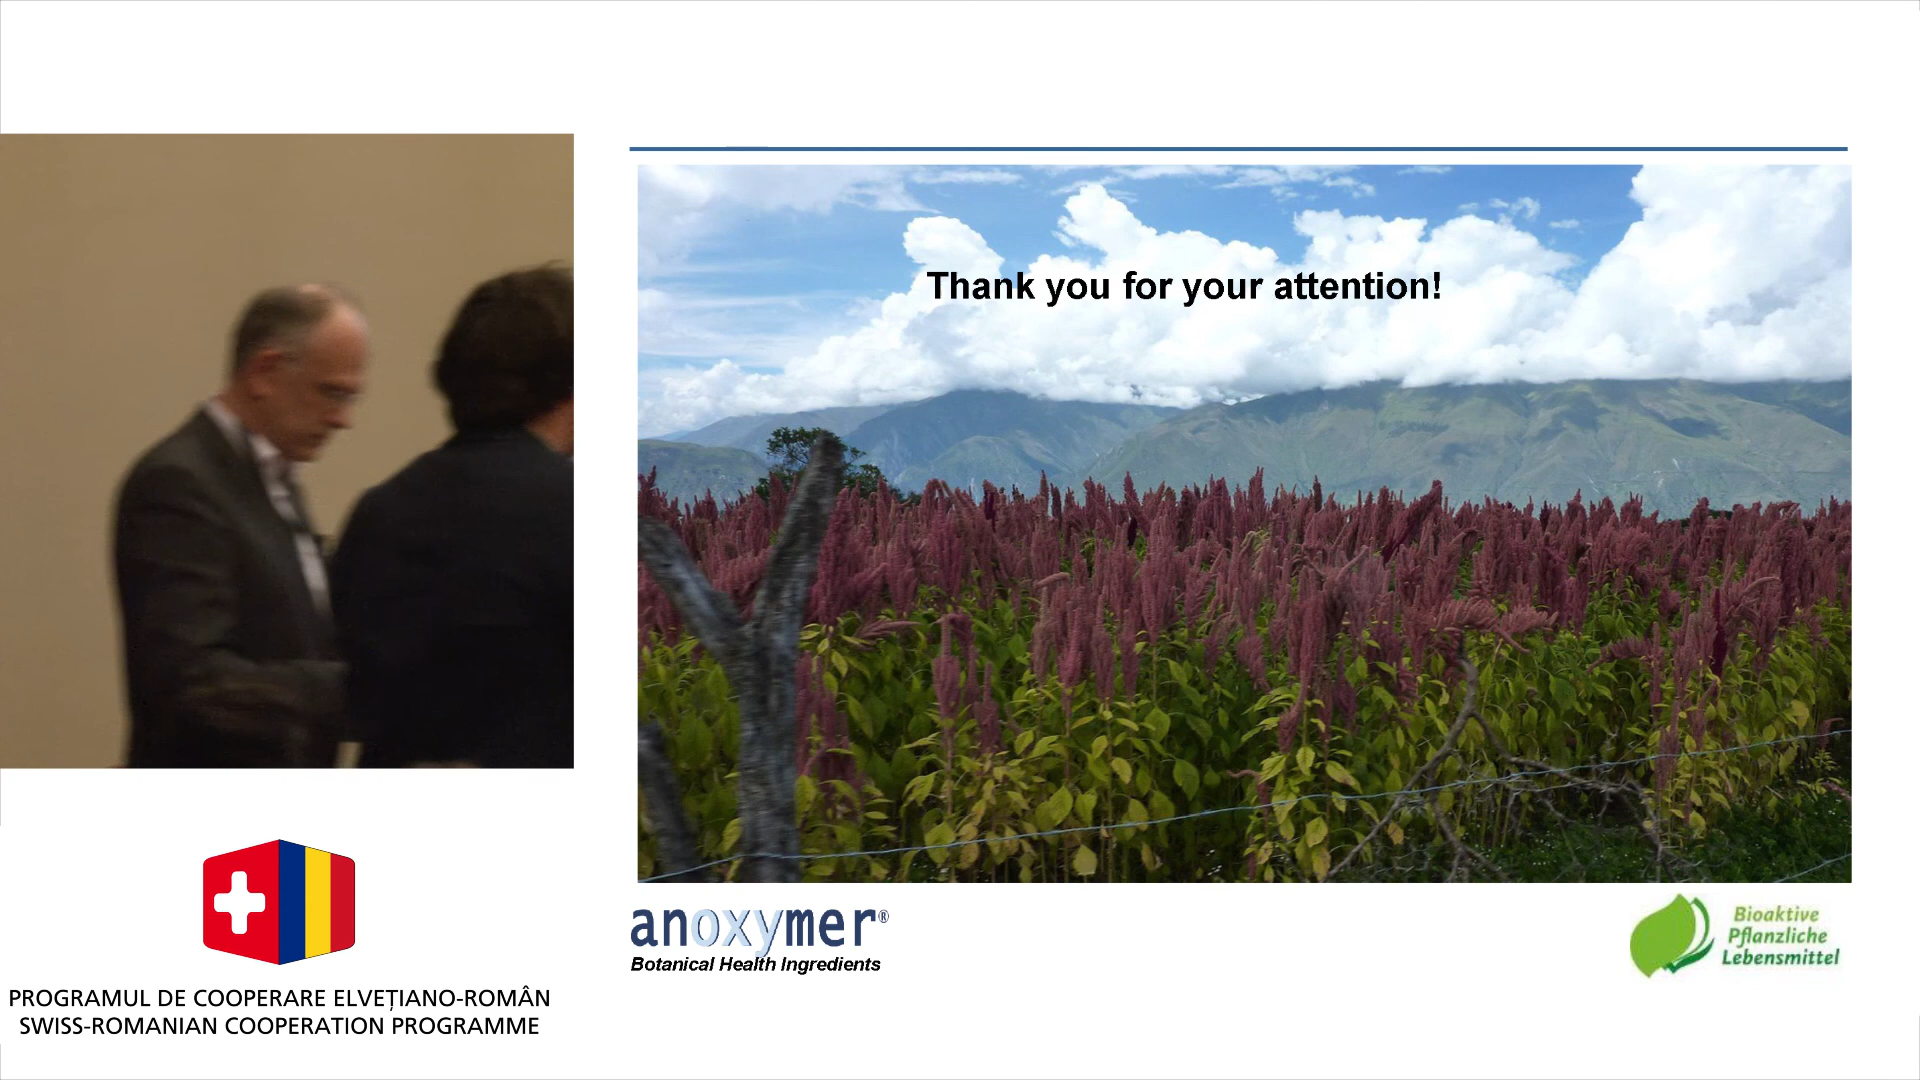 Thank you for your attention!
anoxymer®
Botanical Health Ingredients
Bioaktive
Pflanzliche
Lebensmittel
PROGRAMUL DE COOPERARE ELVEȚIANO-ROMÂN
SWISS-ROMANIAN COOPERATION PROGRAMME